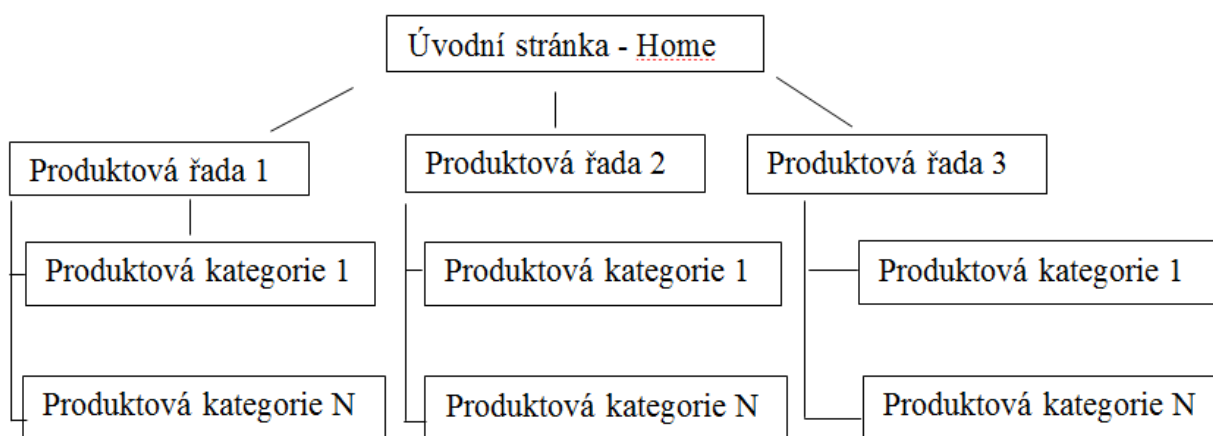 Úvodní stránka - Home
Produktová řada 1
Produktová řada 2
Produktová řada 3
Produktová kategorie 1
Produktová kategorie 1
Produktová kategorie 1
Produktová kategorie N
Produktová kategorie N
Produktová kategorie N